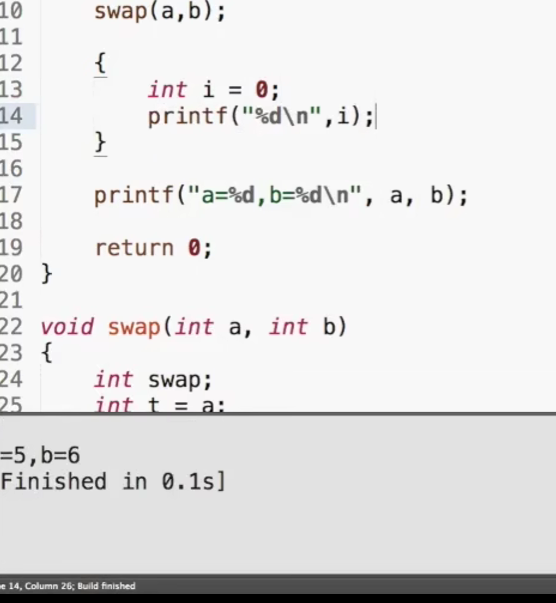 10 swap(a,b);
11
12 {
13 int i = 0;
14 printf("%d\n",i);
15 }
16
17 printf("a=%d,b=%d\n", a, b);
18
19 return 0;
20 }
21
22 void swap(int a, int b)
23 {
24 int swap;
25 int t = a;
=5,b=6
Finished in 0.1s]
e 14, Column 26; Build finished